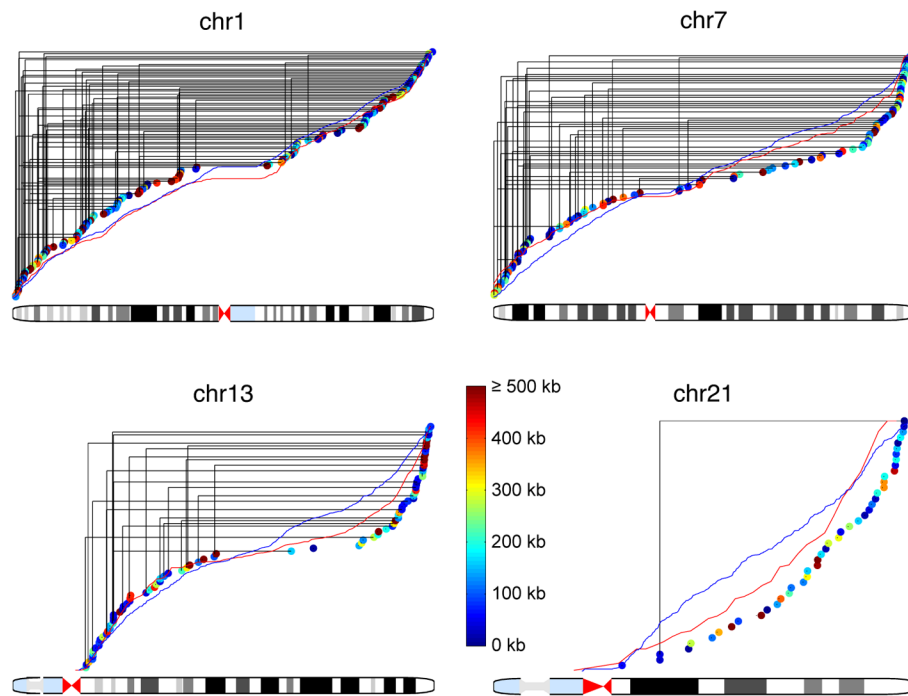 chr1
chr7
chr13
chr21
≥ 500 kb
400 kb
300 kb
200 kb
100 kb
0 kb